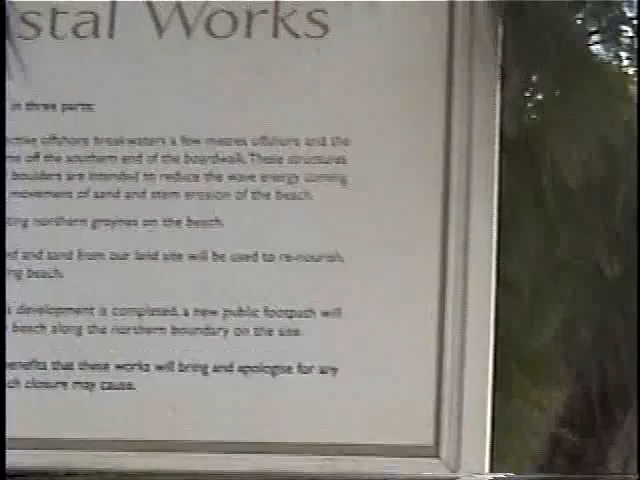 stal Works
in three parts:
ctive offshore breakwaters a few metres offshore and the
me off the southern end of the boardwalk. These structures
boulders are intended to reduce the wave energy coming
movement of sand and stem erosion of the beach.
ting northern groynes on the beach.
ed and sand from our land site will be used to re-nourish,
ng beach.
s development is completed, a new public footpath will
beach along the northern boundary on the site.
enefits that these works will bring and apologise for any
ch closure may cause.